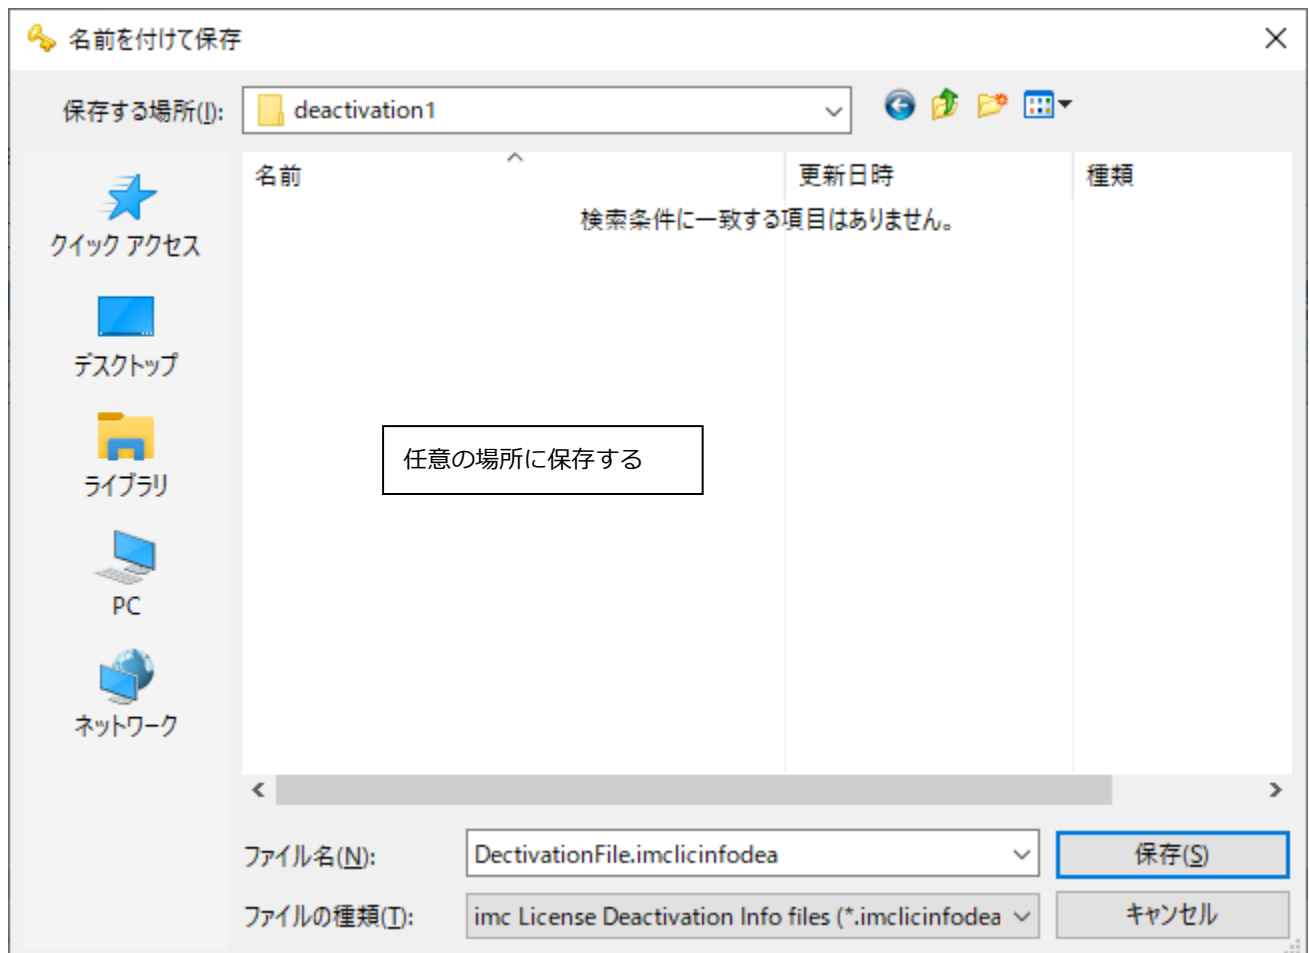 名前を付けて保存
保存する場所(I):
deactivation1
名前
更新日時
種類
検索条件に一致する項目はありません。
クイック アクセス
デスクトップ
ライブラリ
PC
ネットワーク
任意の場所に保存する
ファイル名(N):
DectivationFile.imclicinfodea
保存(S)
ファイルの種類(T):
imc License Deactivation Info files (*.imclicinfodea
キャンセル